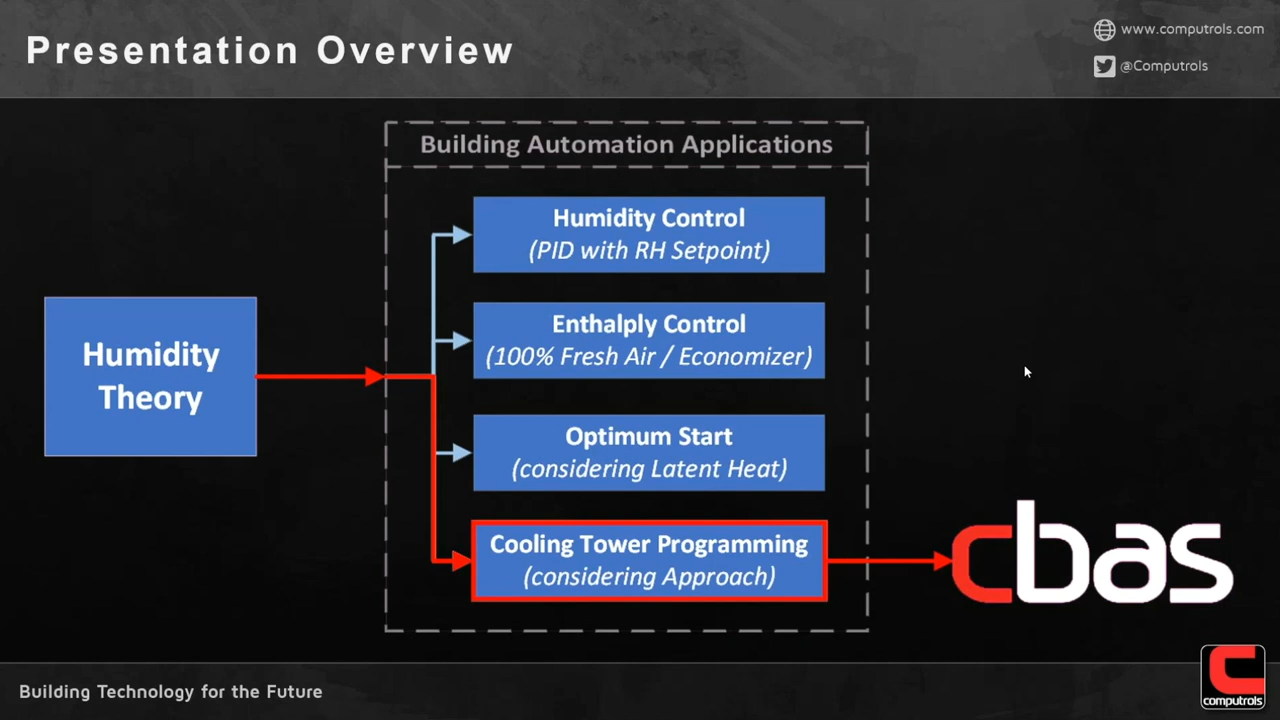 Presentation Overview
www.computrols.com
@Computrols
Building Automation Applications
Humidity Control
(PID with RH Setpoint)
Enthalply Control
(100% Fresh Air / Economizer)
Humidity
Theory
Optimum Start
(considering Latent Heat)
Cooling Tower Programming
(considering Approach)
cbas
Building Technology for the Future
C
computrols